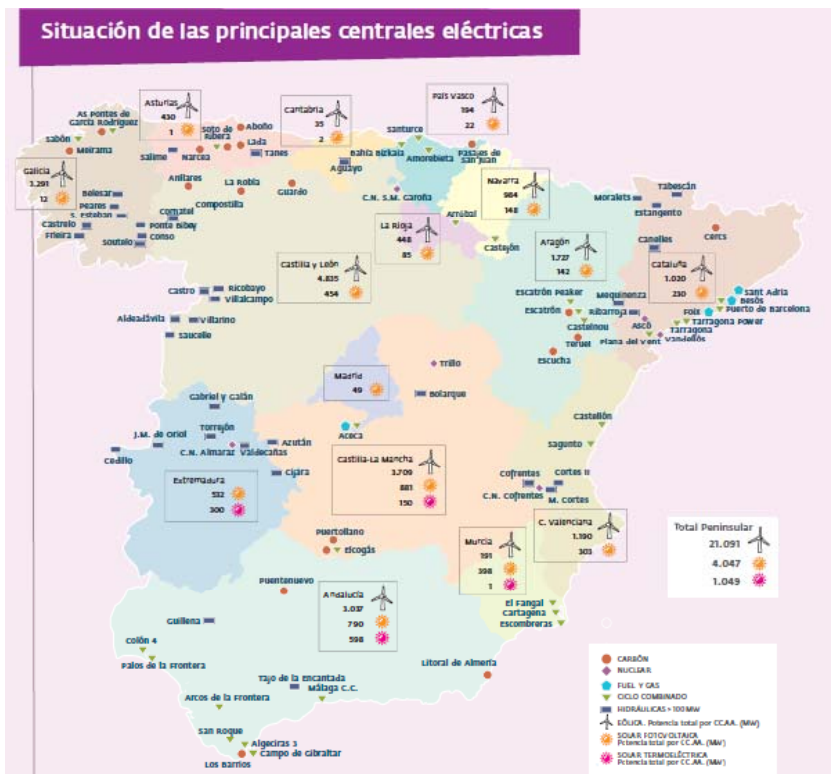 Situación de las principales centrales eléctricas
Asturias
430
1
Cantabria
35
2
País Vasco
194
22
As Pontes de
García Rodríguez
Sabón
Meirama
Soto de
Ribera
Aboño
Lada
Tanes
Salime
Narcea
Santurce
Bahía Bizkaia
Amorebieta
Pasajes de
San Juan
Aguayo
Galicia
3.291
12
Belesar
Peares
S. Esteban
Castrelo
Frieira
Soutelo
Conso
Ponte Bibey
Cornatel
Anllares
La Robla
Compostilla
Guardo
C.N. S.M. Garoña
Navarra
984
148
Arrúbal
La Rioja
448
85
Castejón
Moralets
Tabescán
Estangento
Cercs
Canelles
Aragón
1.727
142
Cataluña
1.020
230
Castilla y León
4.835
454
Castro
Ricobayo
Villalcampo
Aldeadávila
Villarino
Saucelle
Escatrón Peaker
Escatrón
Mequinenza
Ribarroja
Castelnou
Teruel
Escucha
Ascó
Plana del Vent
Vandellós
Tarragona
Tarragona Power
Foix
Sant Adria
Besós
Puerto de Barcelona
Trillo
Madrid
49
Bolarque
Aceca
Gabriel y Galán
Torrejón
J.M. de Oriol
Cedillo
C.N. Almaraz
Valdecañas
Azután
Cijara
Extremadura
532
300
Castilla-La Mancha
3.709
881
150
Castellón
Sagunto
Cofrentes
Cortes II
C.N. Cofrentes
M. Cortes
C. Valenciana
1.190
303
Murcia
191
398
1
Total Peninsular
21.091
4.047
1.049
Puertollano
Elcogás
Puentenuevo
Andalucía
3.037
790
598
Guillena
El Fangal
Cartagena
Escombreras
Colón 4
Palos de la Frontera
Tajo de la Encantada
Málaga C.C.
Litoral de Almería
Arcos de la Frontera
San Roque
Algeciras 3
Campo de Gibraltar
Los Barrios
CARBÓN
NUCLEAR
FUEL Y GAS
CICLO COMBINADO
HIDRÁULICAS > 100 MW
EÓLICA. Potencia total por CC.AA. (MW)
SOLAR FOTOVOLTAICA
Potencia total por CC.AA. (MW)
SOLAR TERMOELÉCTRICA
Potencia total por CC.AA. (MW)